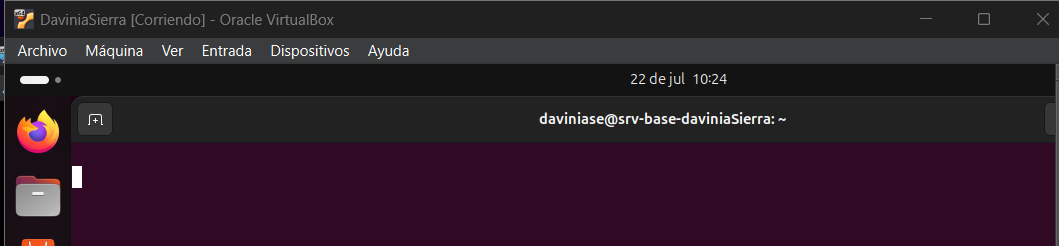 DaviniaSierra [Corriendo] - Oracle VirtualBox
Archivo Máquina Ver Entrada Dispositivos Ayuda
22 de jul 10:24
daviniase@srv-base-daviniaSierra: ~